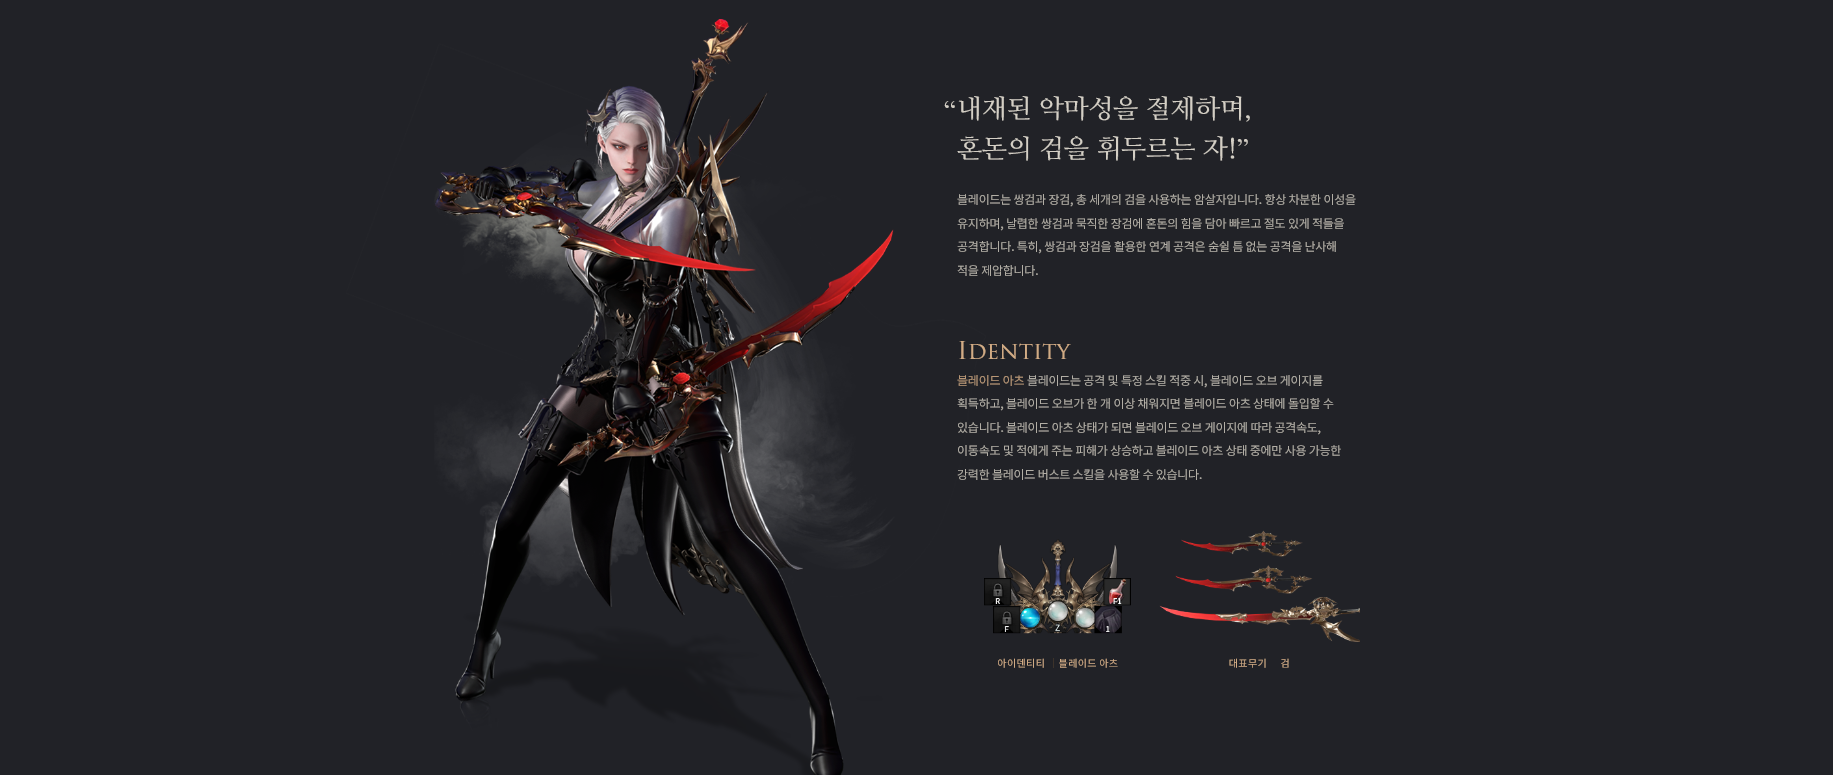 “내재된 악마성을 절제하며,
혼돈의 검을 휘두르는 자!”
블레이드는 쌍검과 장검, 총 세개의 검을 사용하는 암살자입니다. 항상 차분한 이성을
유지하며, 날렵한 쌍검과 묵직한 장검에 혼돈의 힘을 담아 빠르고 절도 있게 적들을
공격합니다. 특히, 쌍검과 장검을 활용한 연계 공격은 숨쉴 틈 없는 공격을 난사해
적을 제압합니다.
IDENTITY
블레이드 아츠 블레이드는 공격 및 특정 스킬 적중 시, 블레이드 오브 게이지를
획득하고, 블레이드 오브가 한 개 이상 채워지면 블레이드 아츠 상태에 돌입할 수
있습니다. 블레이드 아츠 상태가 되면 블레이드 오브 게이지에 따라 공격속도,
이동속도 및 적에게 주는 피해가 상승하고 블레이드 아츠 상태 중에만 사용 가능한
강력한 블레이드 버스트 스킬을 사용할 수 있습니다.
R F1
F Z 1
아이덴티티 | 블레이드 아츠
대표무기 검